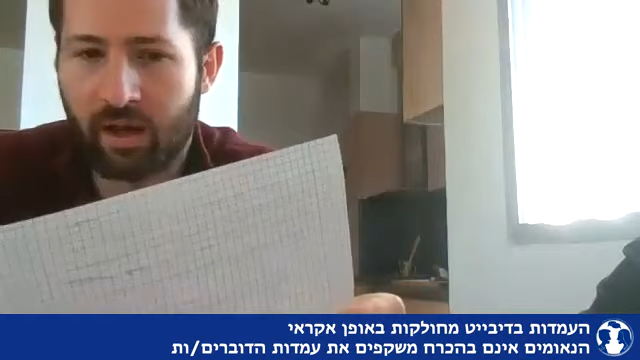 העמדות בדיבייט מחולקות באופן אקראי
הנאומים אינם בהכרח משקפים את עמדות הדוברים/ות